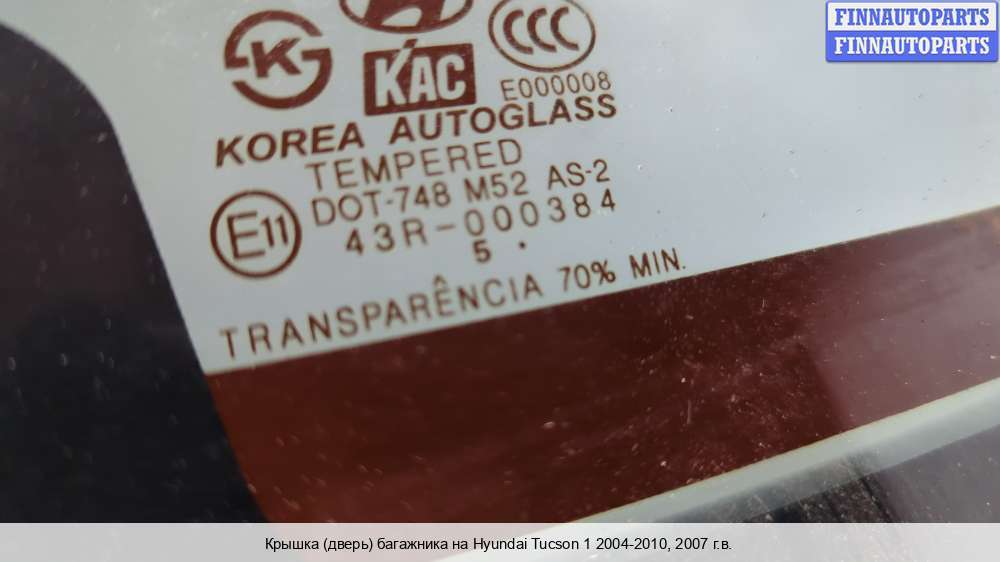 FINNAUTOPARTS
FINNAUTOPARTS
K
CCC
KAC
E000008
KOREA AUTOGLASS
TEMPERED
DOT-748 M52 AS-2
E11
43R-000384
5 .
TRANSPARÊNCIA 70% MIN.
Крышка (дверь) багажника на Hyundai Tucson 1 2004-2010, 2007 г.в.